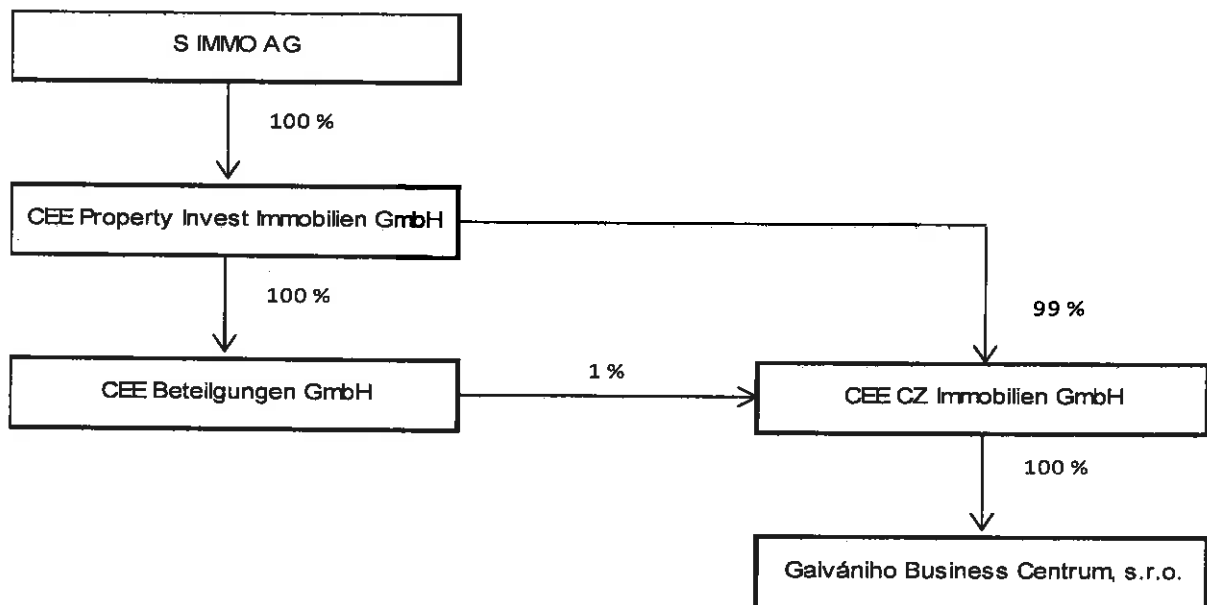 S IMMO AG
100 %
CEE Property Invest Immobilien GmbH
100 %
99 %
CEE Beteilgungen GmbH
1 %
CEE CZ Immobilien GmbH
100 %
Galvániho Business Centrum, s.r.o.